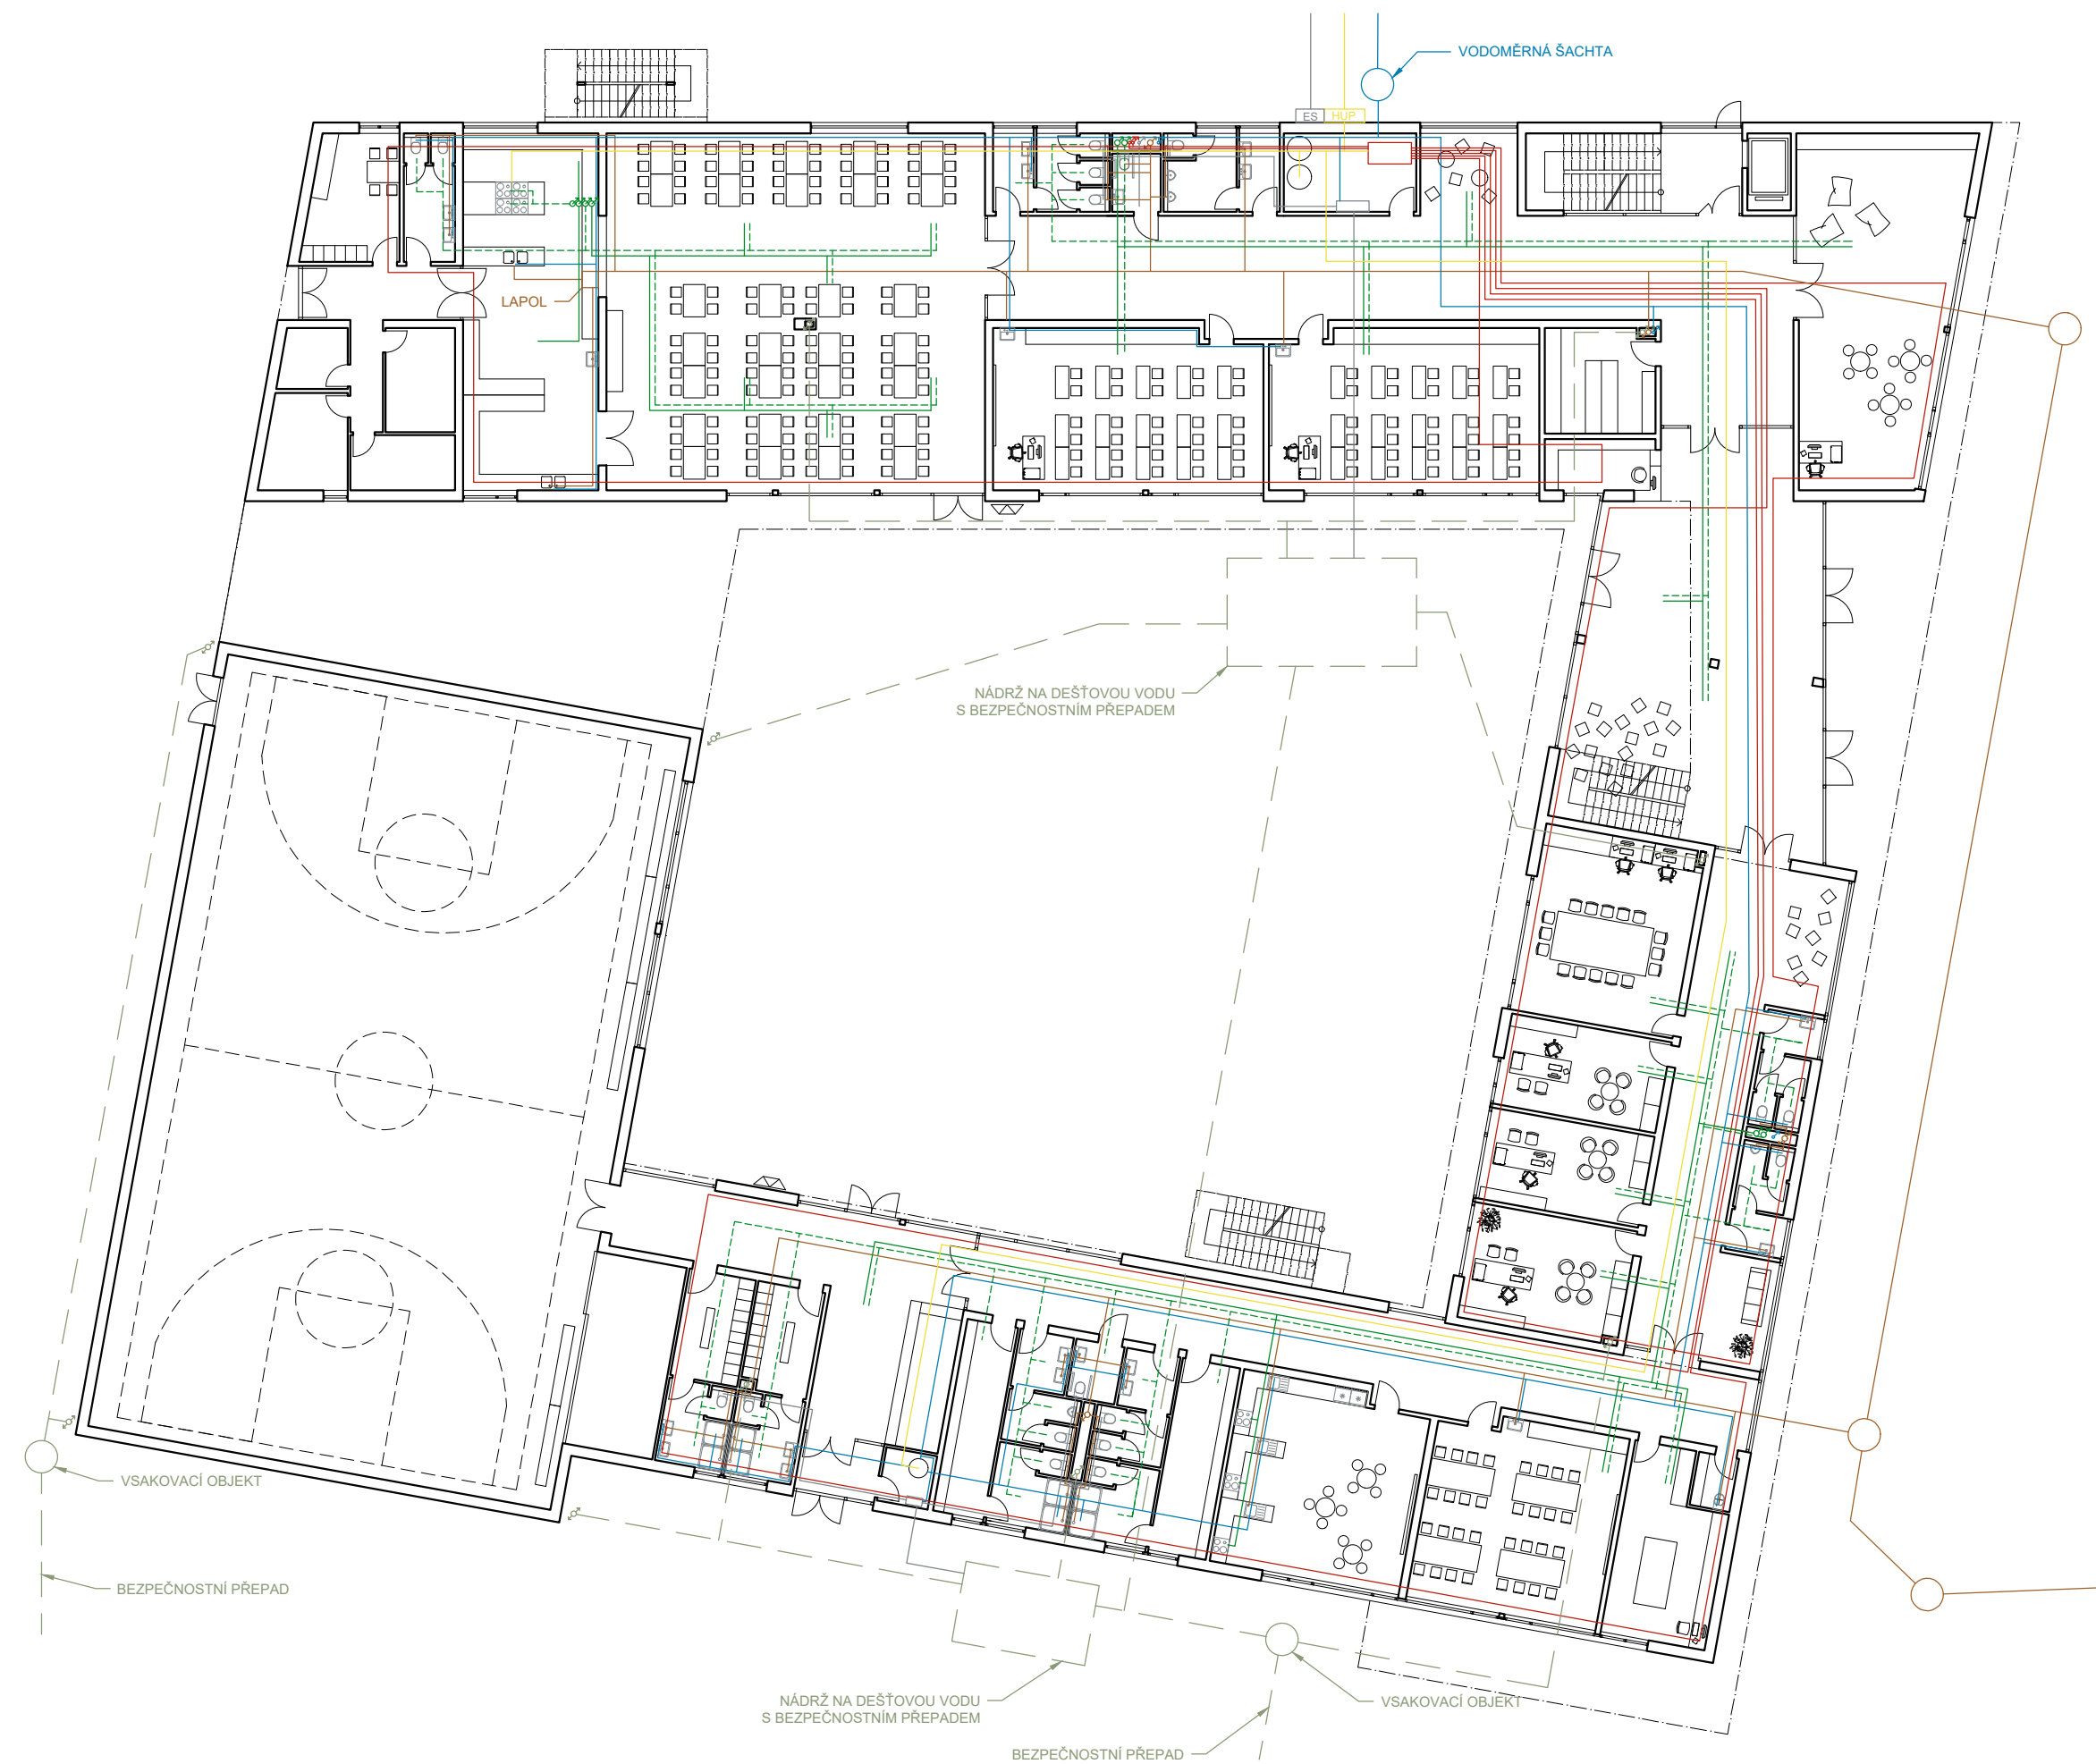 VODOMĚRNÁ ŠACHTA
ES
HUP
LAPOL
NÁDRŽ NA DEŠŤOVOU VODU
S BEZPEČNOSTNÍM PŘEPADEM
VSAKOVACÍ OBJEKT
BEZPEČNOSTNÍ PŘEPAD
NÁDRŽ NA DEŠŤOVOU VODU
S BEZPEČNOSTNÍM PŘEPADEM
VSAKOVACÍ OBJEKT
BEZPEČNOSTNÍ PŘEPAD